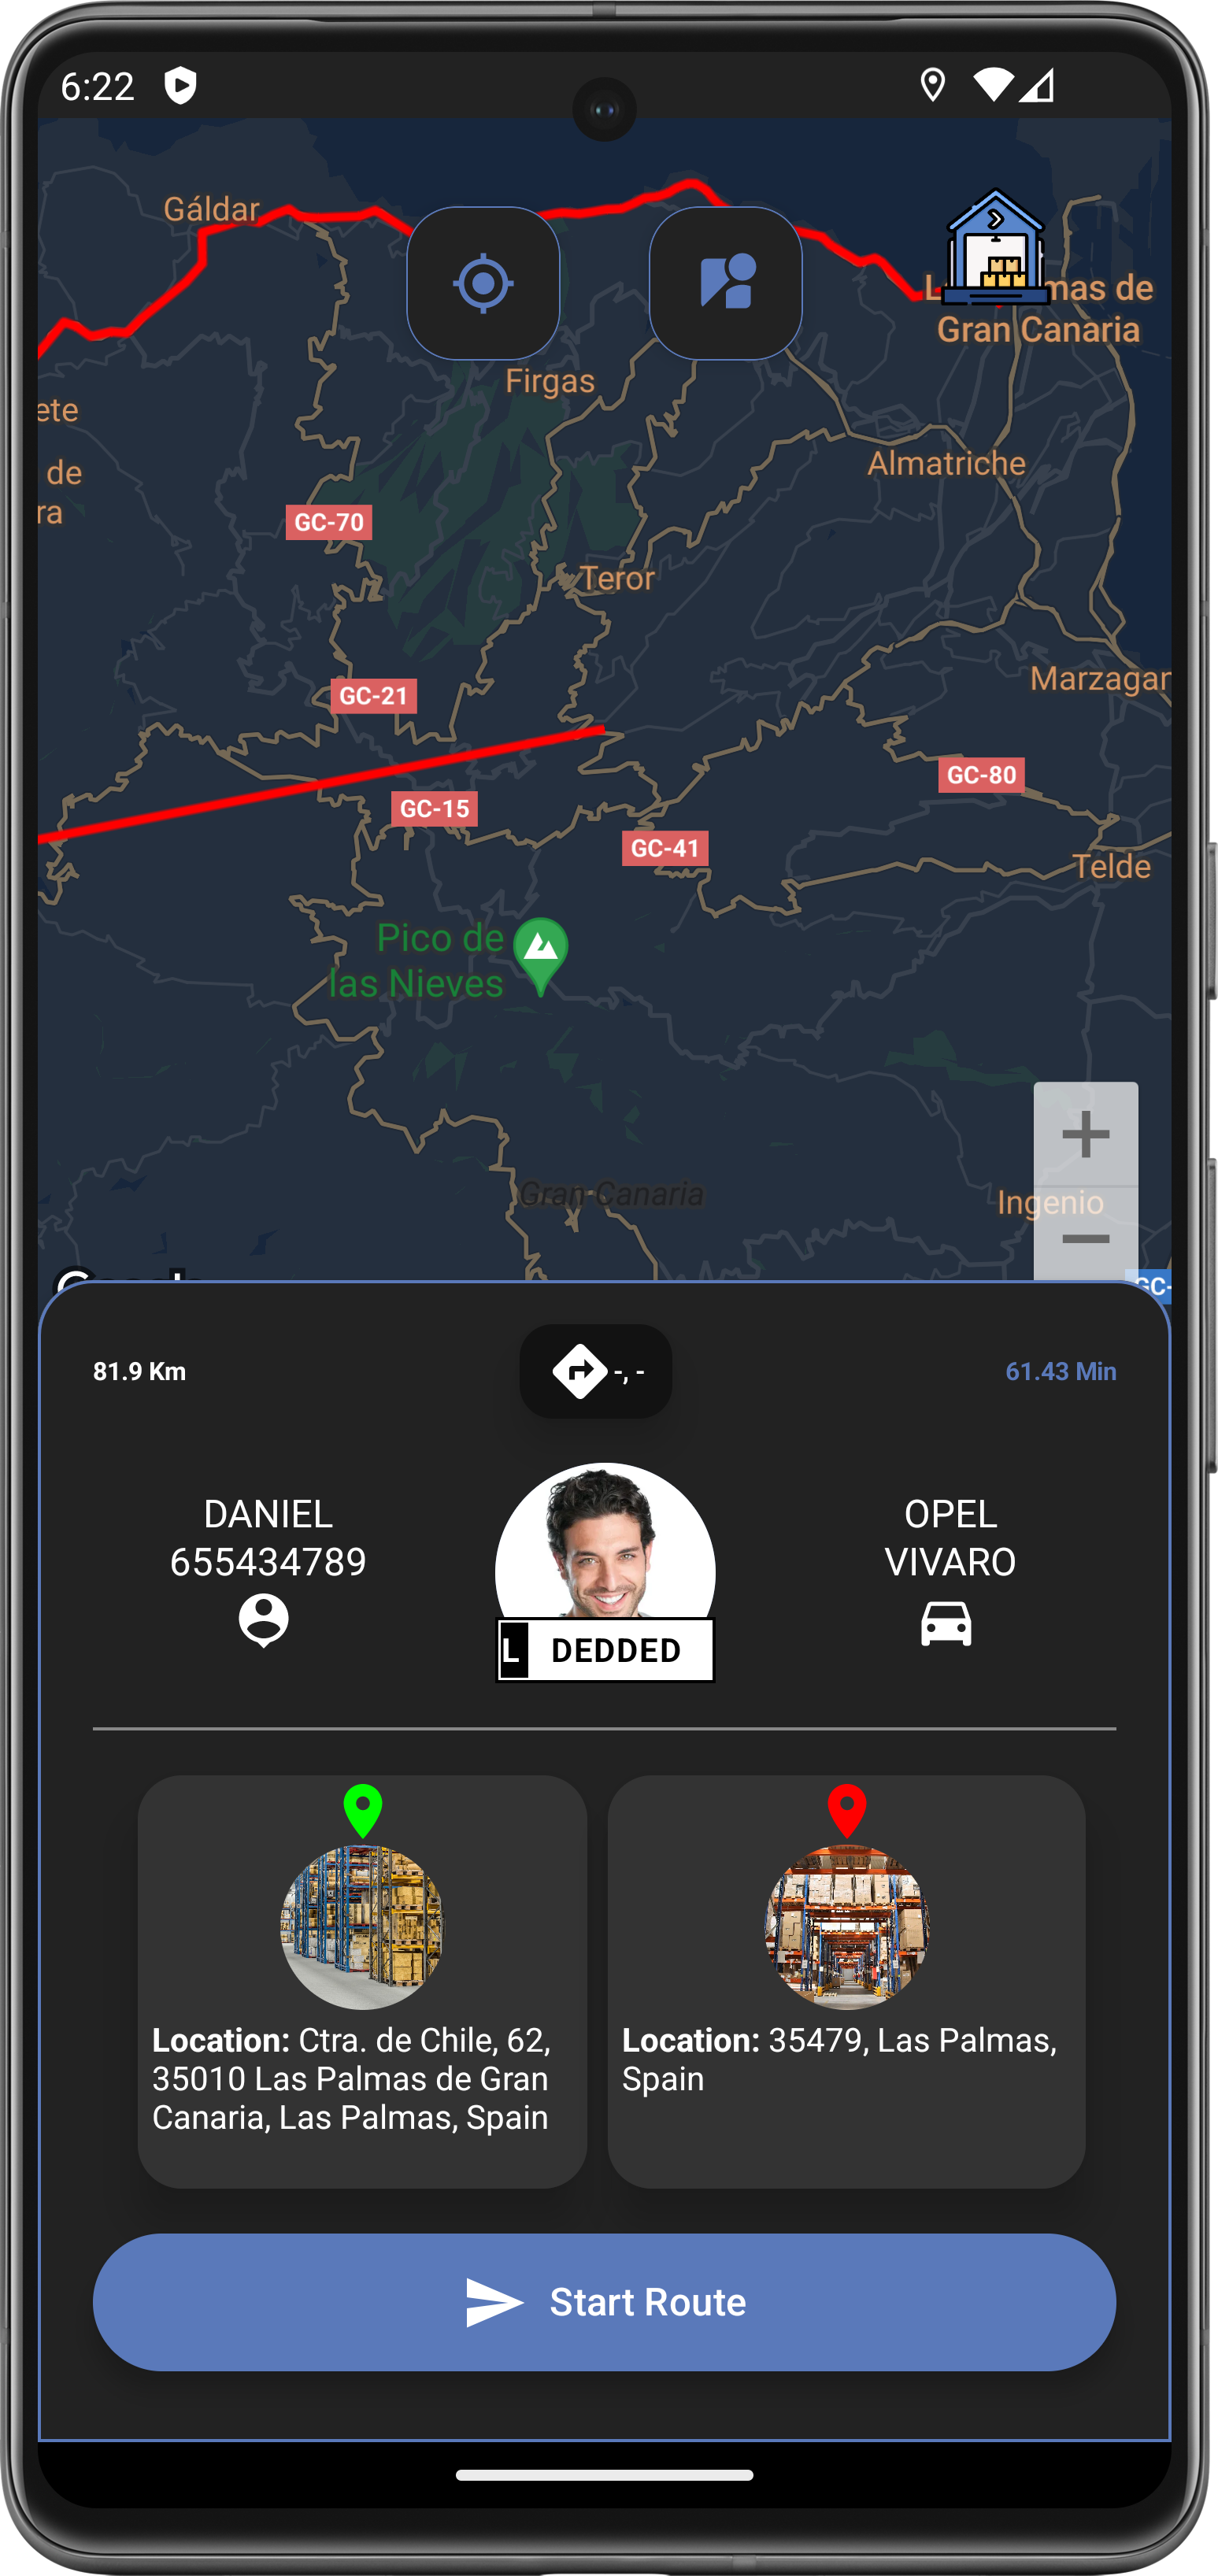 6:22
Gáldar
mas de
Gran Canaria
Firgas
ete
Almatriche
de
ra
GC-70
Teror
Marzagan
GC-21
GC-80
GC-15
GC-41
Telde
Pico de
las Nieves
+
Gran Canaria
Ingenio
−
GC-
81.9 Km
-, -
61.43 Min
DANIEL
655434789
OPEL
VIVARO
L DEDDED
Location: Ctra. de Chile, 62,
35010 Las Palmas de Gran
Canaria, Las Palmas, Spain
Location: 35479, Las Palmas,
Spain
Start Route